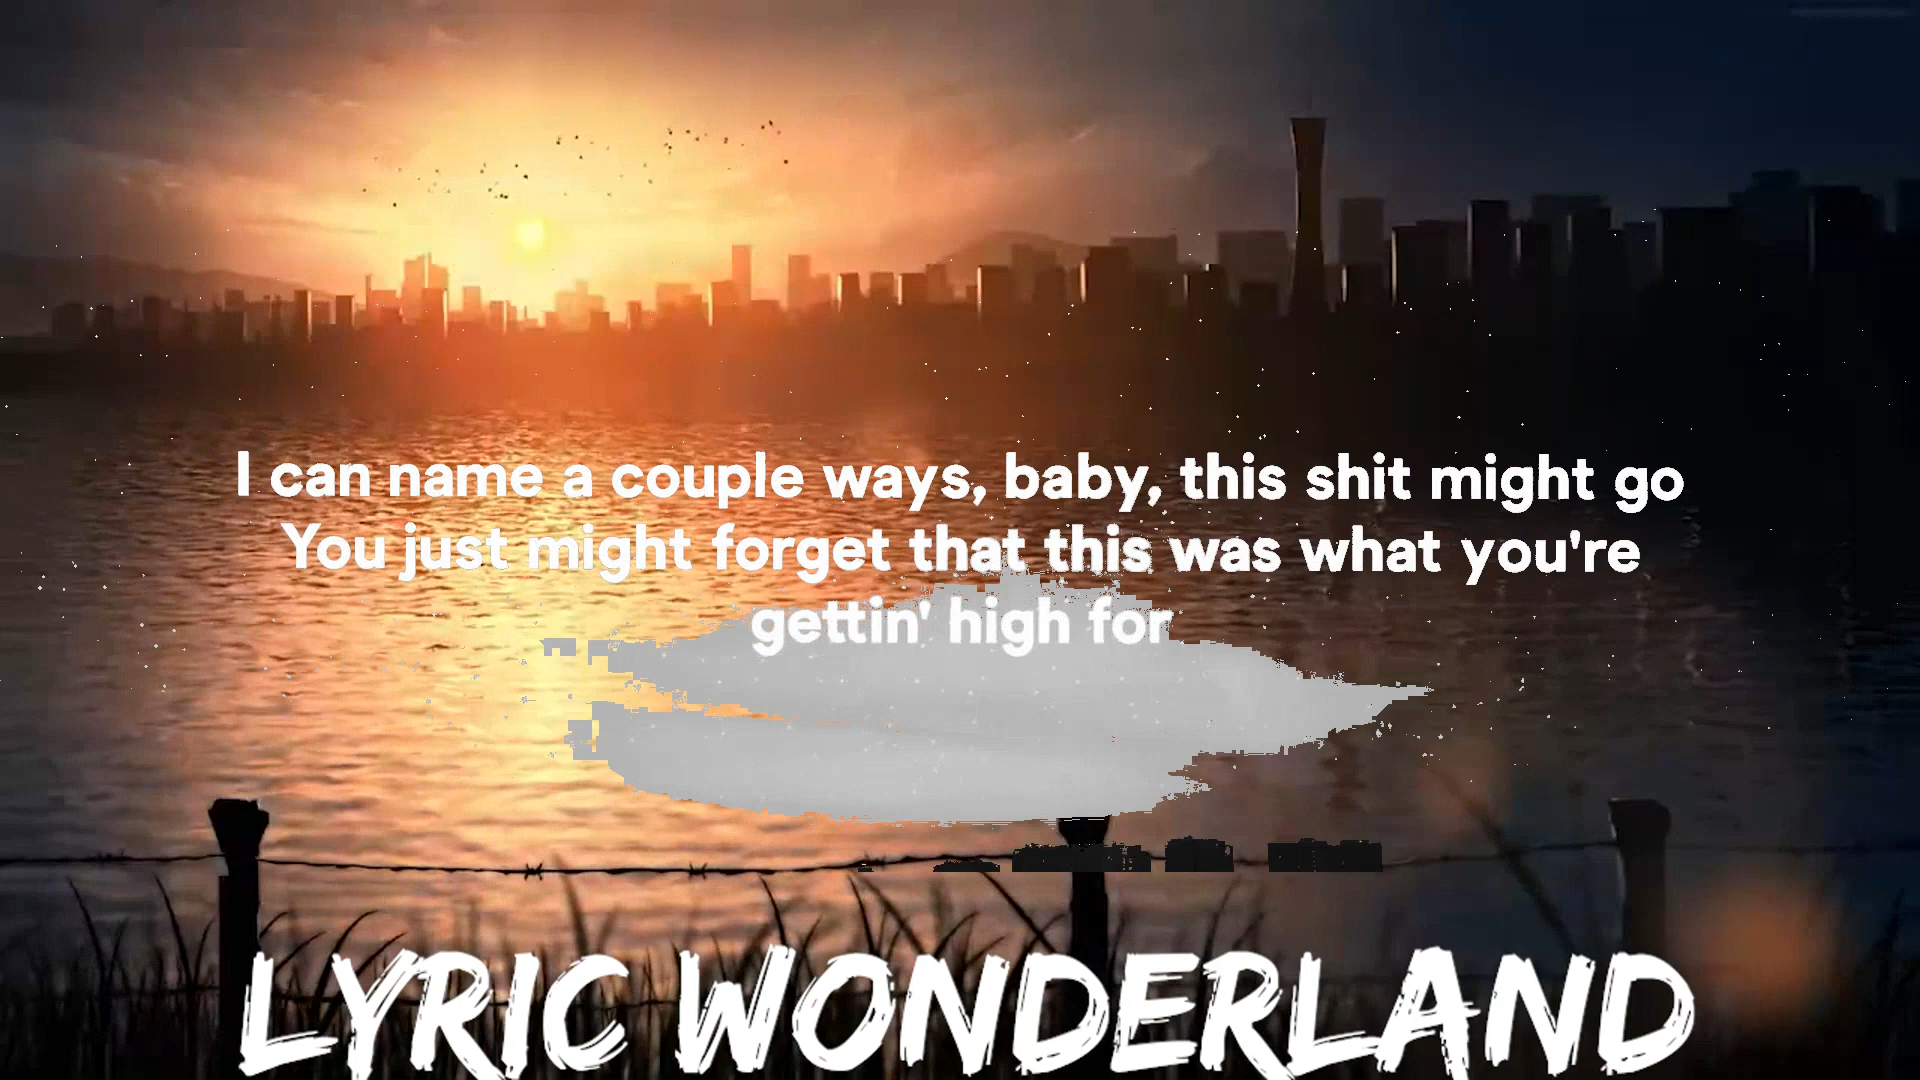 I can name a couple ways, baby, this shit might go
You just might forget that this was what you're
gettin' high for
LYRIC WONDERLAND